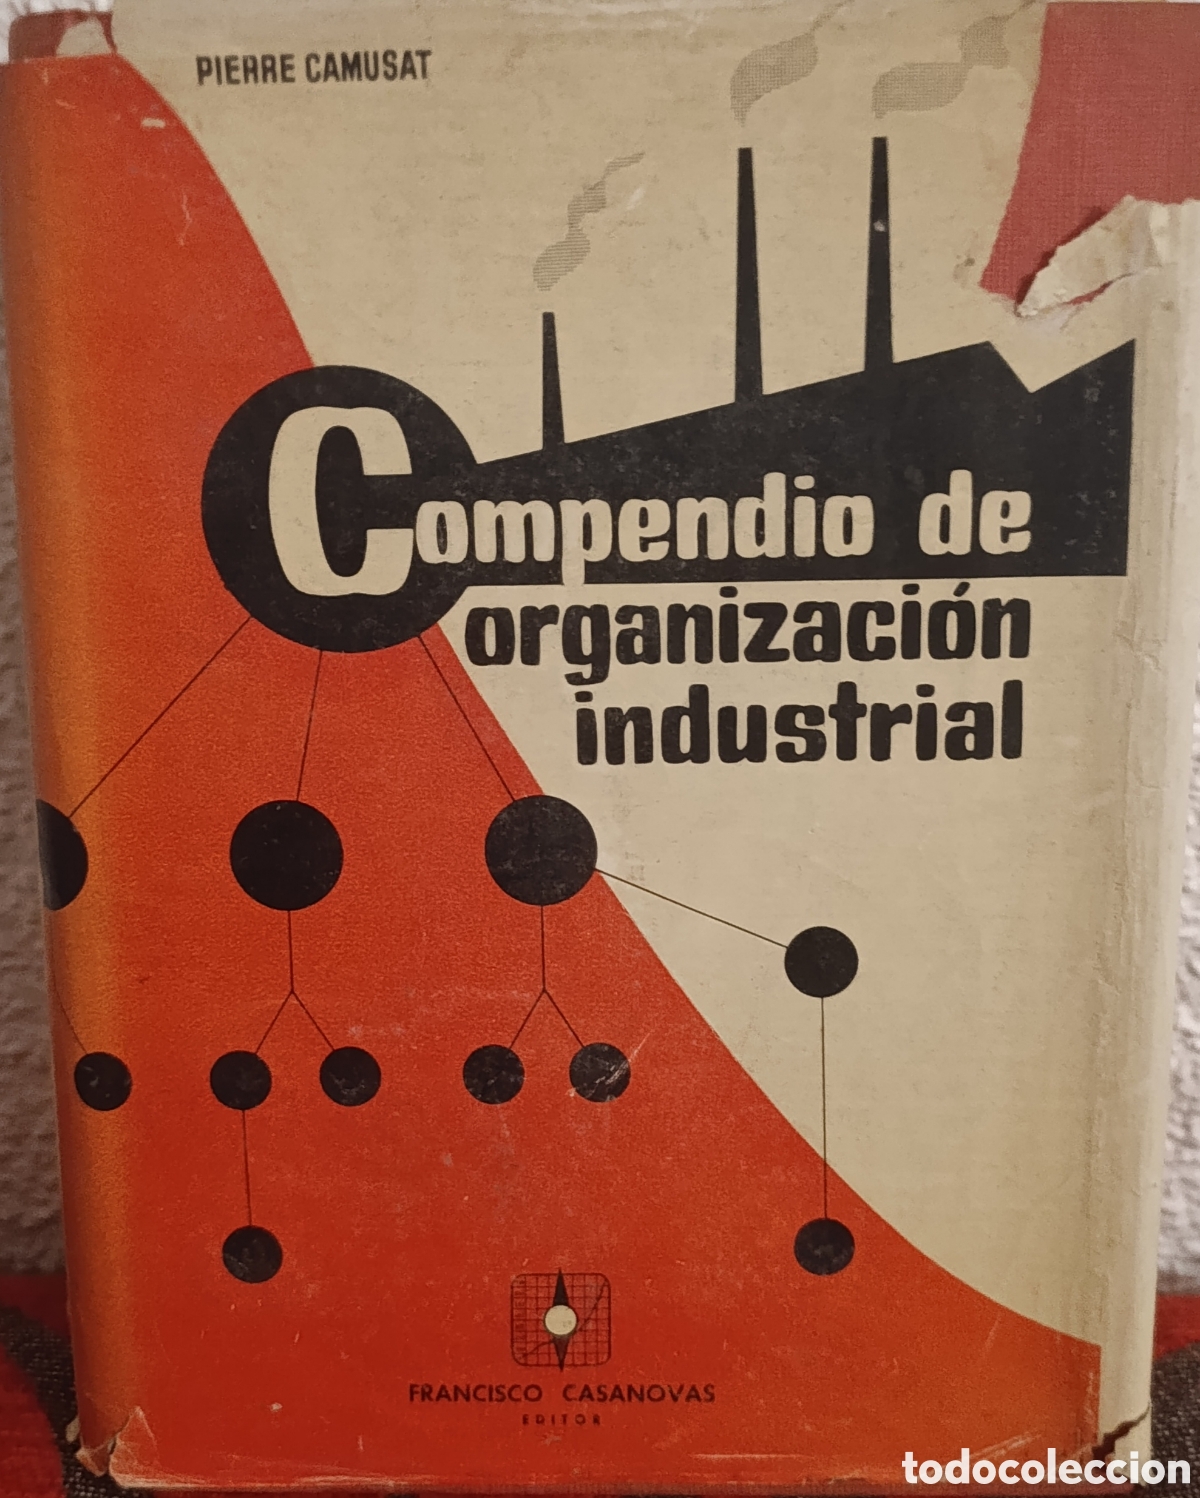 PIERRE CAMUSAT
Compendio de
organización
industrial
FRANCISCO CASANOVAS
EDITOR
todocoleccion